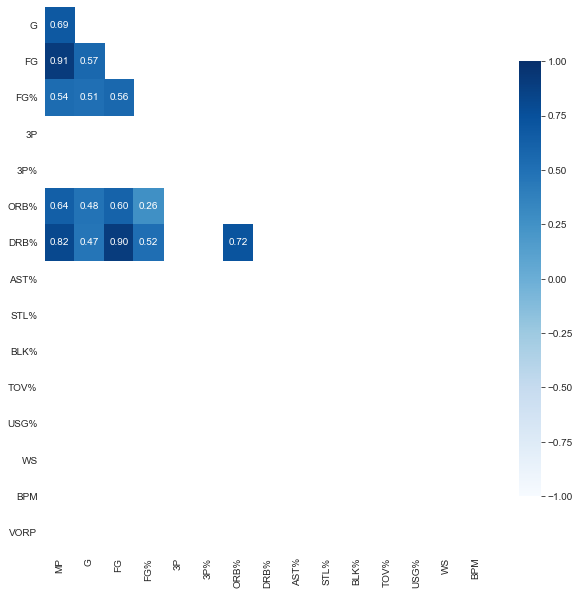 G 0.69
FG 0.91 0.57
FG% 0.54 0.51 0.56
3P
3P%
ORB% 0.64 0.48 0.60 0.26
DRB% 0.82 0.47 0.90 0.52 0.72
AST%
STL%
BLK%
TOV%
USG%
WS
BPM
VORP
MP G FG FG% 3P 3P% ORB% DRB% AST% STL% BLK% TOV% USG% WS BPM
1.00
0.75
0.50
0.25
0.00
−0.25
−0.50
−0.75
−1.00